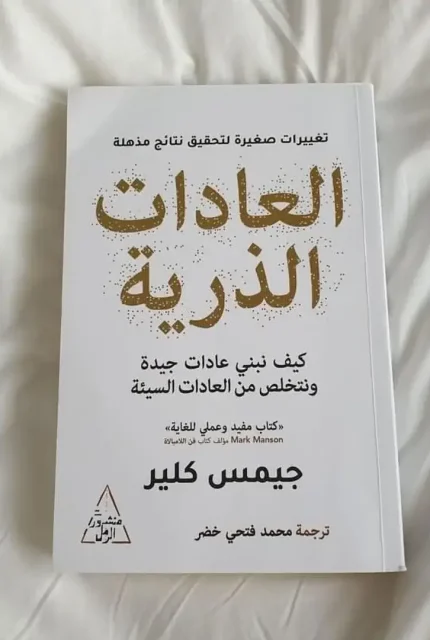 تغييرات صغيرة لتحقيق نتائج مذهلة
العادات
الذرية
كيف نبني عادات جيدة
ونتخلص من العادات السيئة
«كتاب مفيد وعملي للغاية»
Mark Manson مؤلف كتاب فن اللامبالاة
جيمس كلير
منشورات
الرمل
ترجمة محمد فتحي خضر